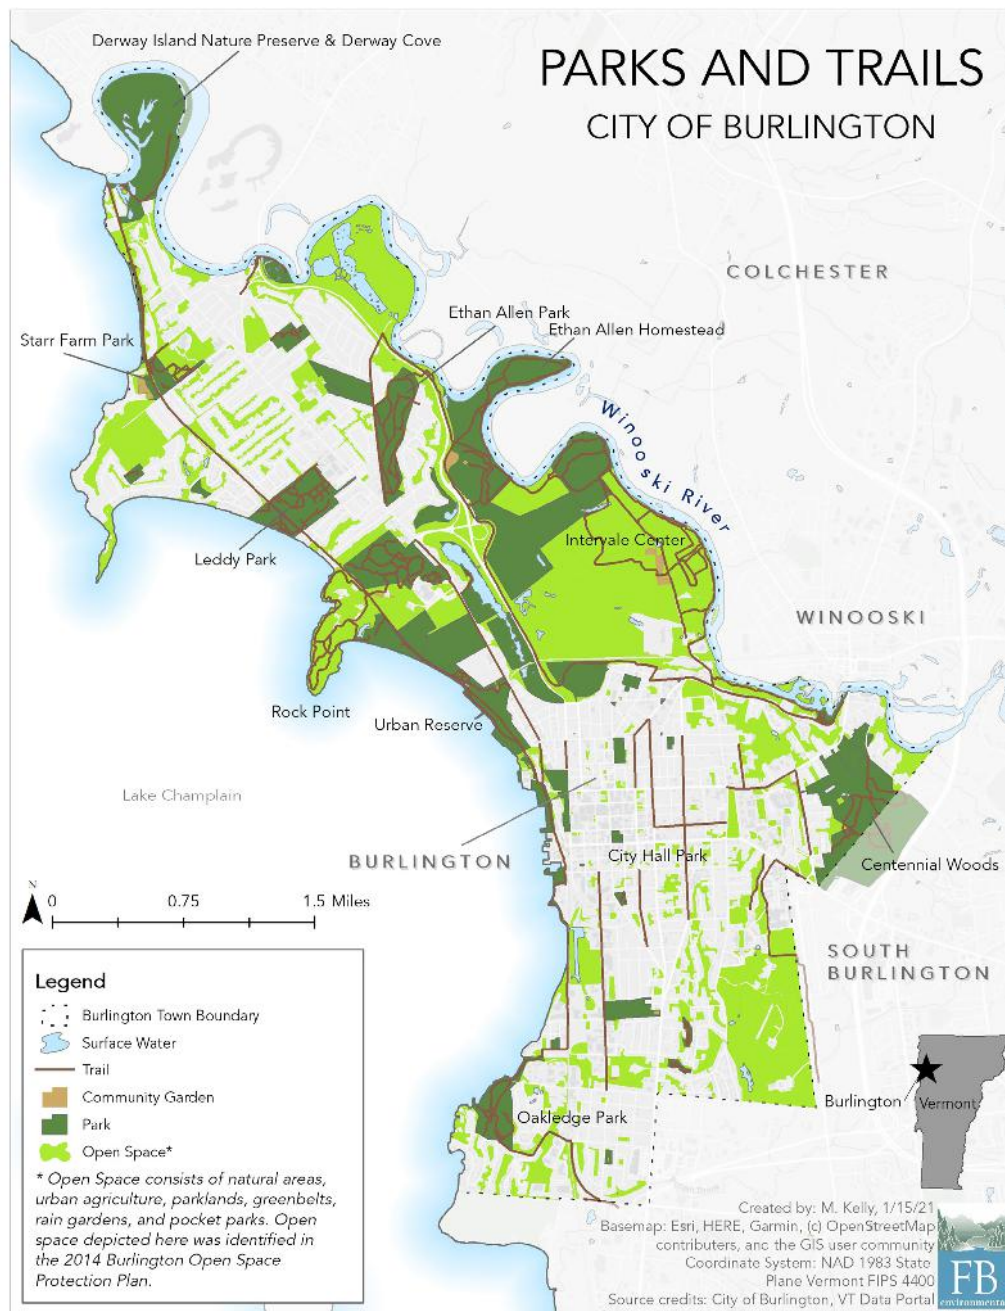 Derway Island Nature Preserve & Derway Cove
PARKS AND TRAILS
CITY OF BURLINGTON
COLCHESTER
Ethan Allen Park
Ethan Allen Homestead
Starr Farm Park
Winooski River
Intervale Center
Leddy Park
WINOOSKI
Rock Point
Urban Reserve
Lake Champlain
BURLINGTON
City Hall Park
Centennial Woods
N
0 0.75 1.5 Miles
SOUTH
BURLINGTON
Legend
Burlington Town Boundary
Surface Water
Trail
Community Garden
Park
Open Space*
* Open Space consists of natural areas,
urban agriculture, parklands, greenbelts,
rain gardens, and pocket parks. Open
space depicted here was identified in
the 2014 Burlington Open Space
Protection Plan.
Oakledge Park
Burlington
Vermont
Created by: M. Kelly, 1/15/21
Basemap: Esri, HERE, Garmin, (c) OpenStreetMap
contributers, and the GIS user community
Coordinate System: NAD 1983 State
Plane Vermont FIPS 4400
Source credits: City of Burlington, VT Data Portal
FB
environmental